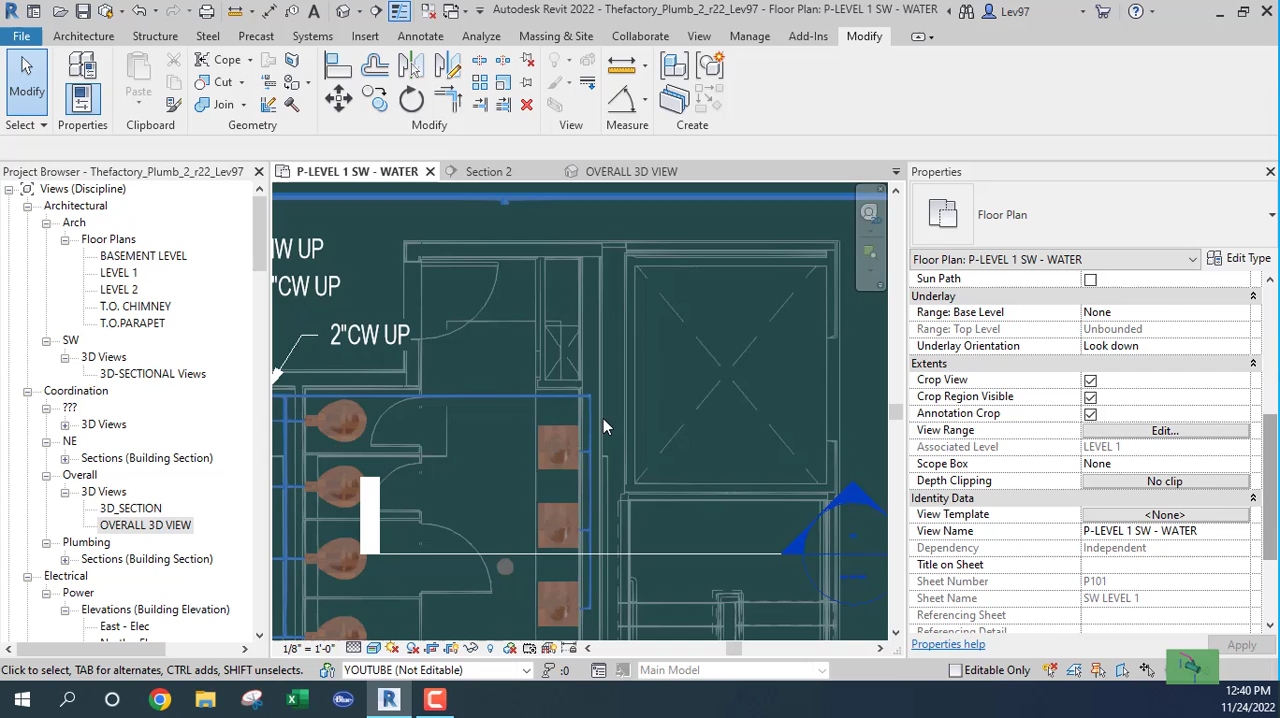 Autodesk Revit 2022 - Thefactory_Plumb_2_r22_Lev97 - Floor Plan: P-LEVEL 1 SW - WATER
Lev97
File Architecture Structure Steel Precast Systems Insert Annotate Analyze Massing & Site Collaborate View Manage Add-Ins Modify
Modify
Select
Properties
Paste
Clipboard
Cope
Cut
Join
Geometry
Modify
View
Measure
Create
Project Browser - Thefactory_Plumb_2_r22_Lev97
Views (Discipline)
Architectural
Arch
Floor Plans
BASEMENT LEVEL
LEVEL 1
LEVEL 2
T.O. CHIMNEY
T.O.PARAPET
SW
3D Views
3D-SECTIONAL Views
Coordination
???
3D Views
NE
Sections (Building Section)
Overall
3D Views
3D_SECTION
OVERALL 3D VIEW
Plumbing
Sections (Building Section)
Electrical
Power
Elevations (Building Elevation)
East - Elec
P-LEVEL 1 SW - WATER
Section 2
OVERALL 3D VIEW
W UP
"CW UP
2"CW UP
1/8" = 1'-0"
Properties
Floor Plan
Floor Plan: P-LEVEL 1 SW - WATER
Edit Type
Sun Path
Underlay
Range: Base Level None
Range: Top Level Unbounded
Underlay Orientation Look down
Extents
Crop View
Crop Region Visible
Annotation Crop
View Range Edit...
Associated Level LEVEL 1
Scope Box None
Depth Clipping No clip
Identity Data
View Template <None>
View Name P-LEVEL 1 SW - WATER
Dependency Independent
Title on Sheet
Sheet Number P101
Sheet Name SW LEVEL 1
Referencing Sheet
Properties help
Apply
Click to select, TAB for alternates, CTRL adds, SHIFT unselects.
YOUTUBE (Not Editable)
:0
Main Model
Editable Only
12:40 PM
11/24/2022